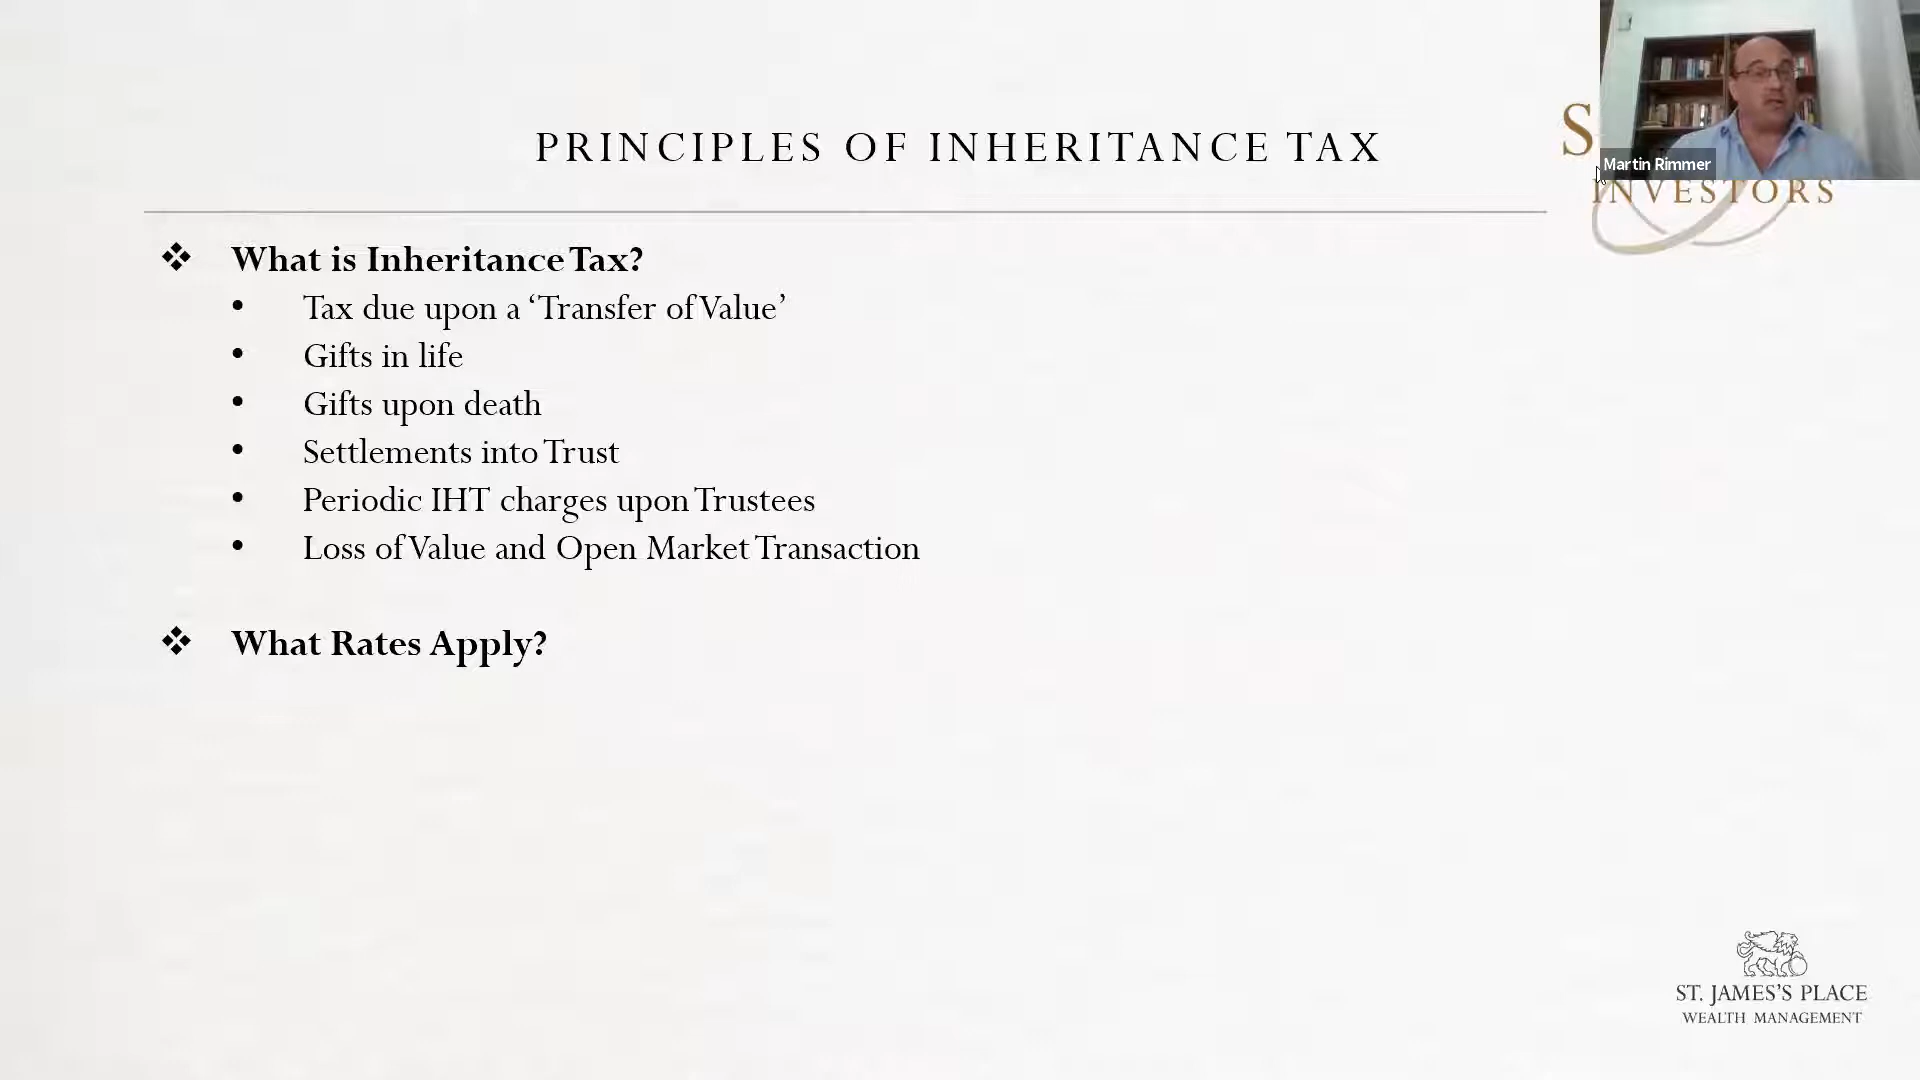 PRINCIPLES OF INHERITANCE TAX
S
Martin Rimmer
INVESTORS
❖ What is Inheritance Tax?
• Tax due upon a ‘Transfer of Value’
• Gifts in life
• Gifts upon death
• Settlements into Trust
• Periodic IHT charges upon Trustees
• Loss of Value and Open Market Transaction
❖ What Rates Apply?
ST. JAMES'S PLACE
WEALTH MANAGEMENT